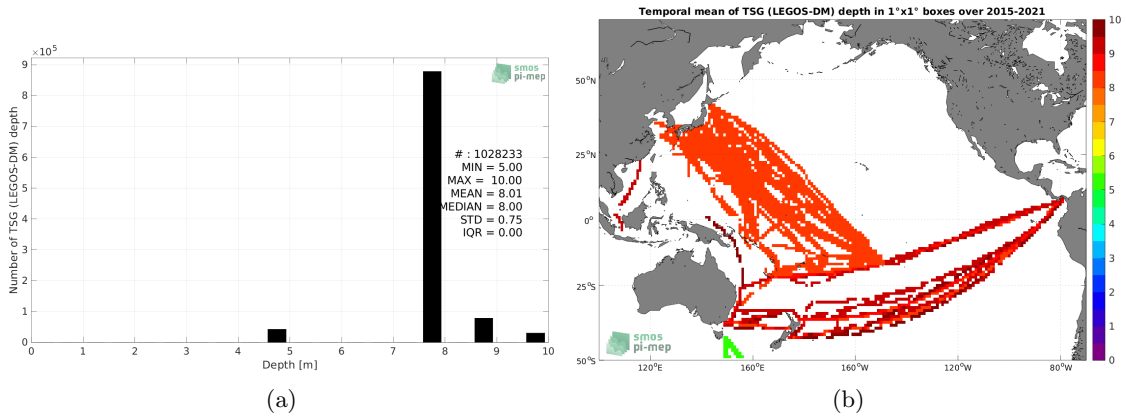 ×10⁵
9
8
7
6
5
4
3
2
1
0
Number of TSG (LEGOS-DM) depth
smos
pi-mep
# : 1028233
MIN = 5.00
MAX = 10.00
MEAN = 8.01
MEDIAN = 8.00
STD = 0.75
IQR = 0.00
0 1 2 3 4 5 6 7 8 9 10
Depth [m]
(a)
Temporal mean of TSG (LEGOS-DM) depth in 1°x1° boxes over 2015-2021
50°N
25°N
0°
25°S
50°S
smos
pi-mep
120°E 160°E 160°W 120°W 80°W
10
9
8
7
6
5
4
3
2
1
0
(b)